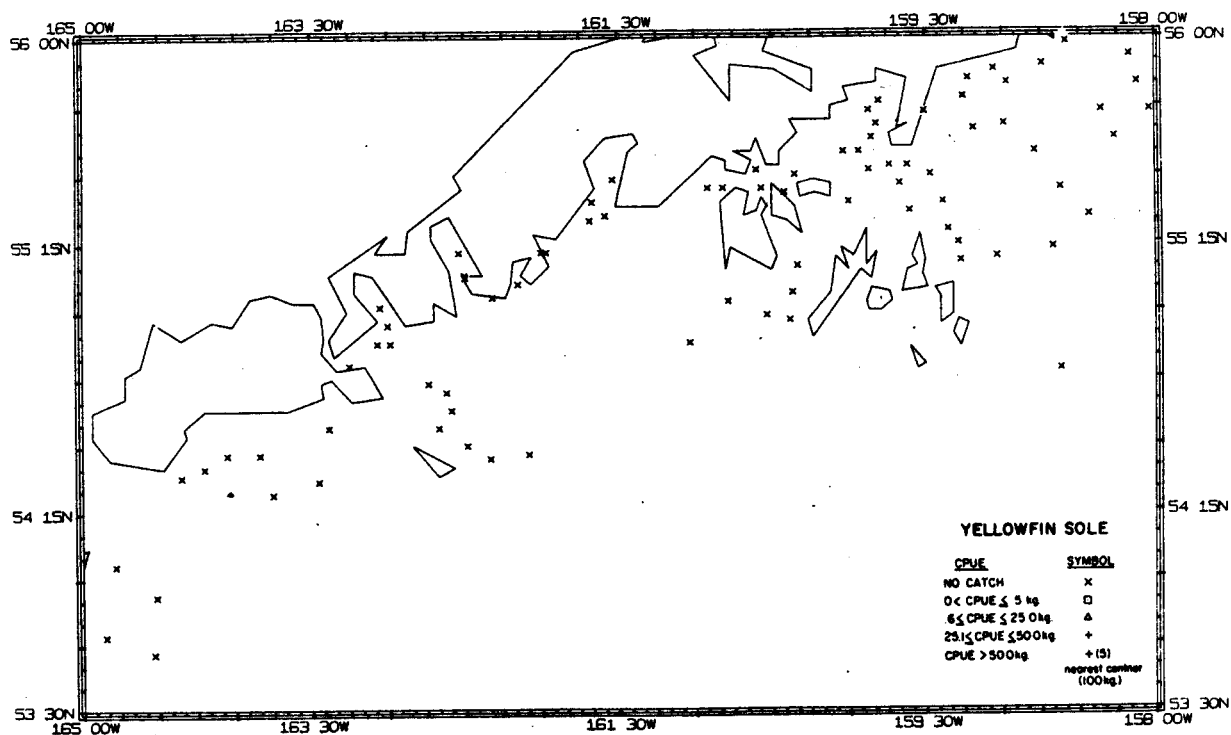 165 00W 163 30W 161 30W 159 30W 158 00W
56 00N 56 00N
55 15N 55 15N
54 15N 54 15N
YELLOWFIN SOLE
CPUE SYMBOL
NO CATCH x
0 < CPUE ≤ .5 kg. □
.6 ≤ CPUE ≤ 25.0 kg. △
25.1 ≤ CPUE ≤ 50.0 kg. +
CPUE > 50.0 kg. + (5)
nearest centner
(100 kg.)
53 30N 53 30N
165 00W 163 30W 161 30W 159 30W 158 00W